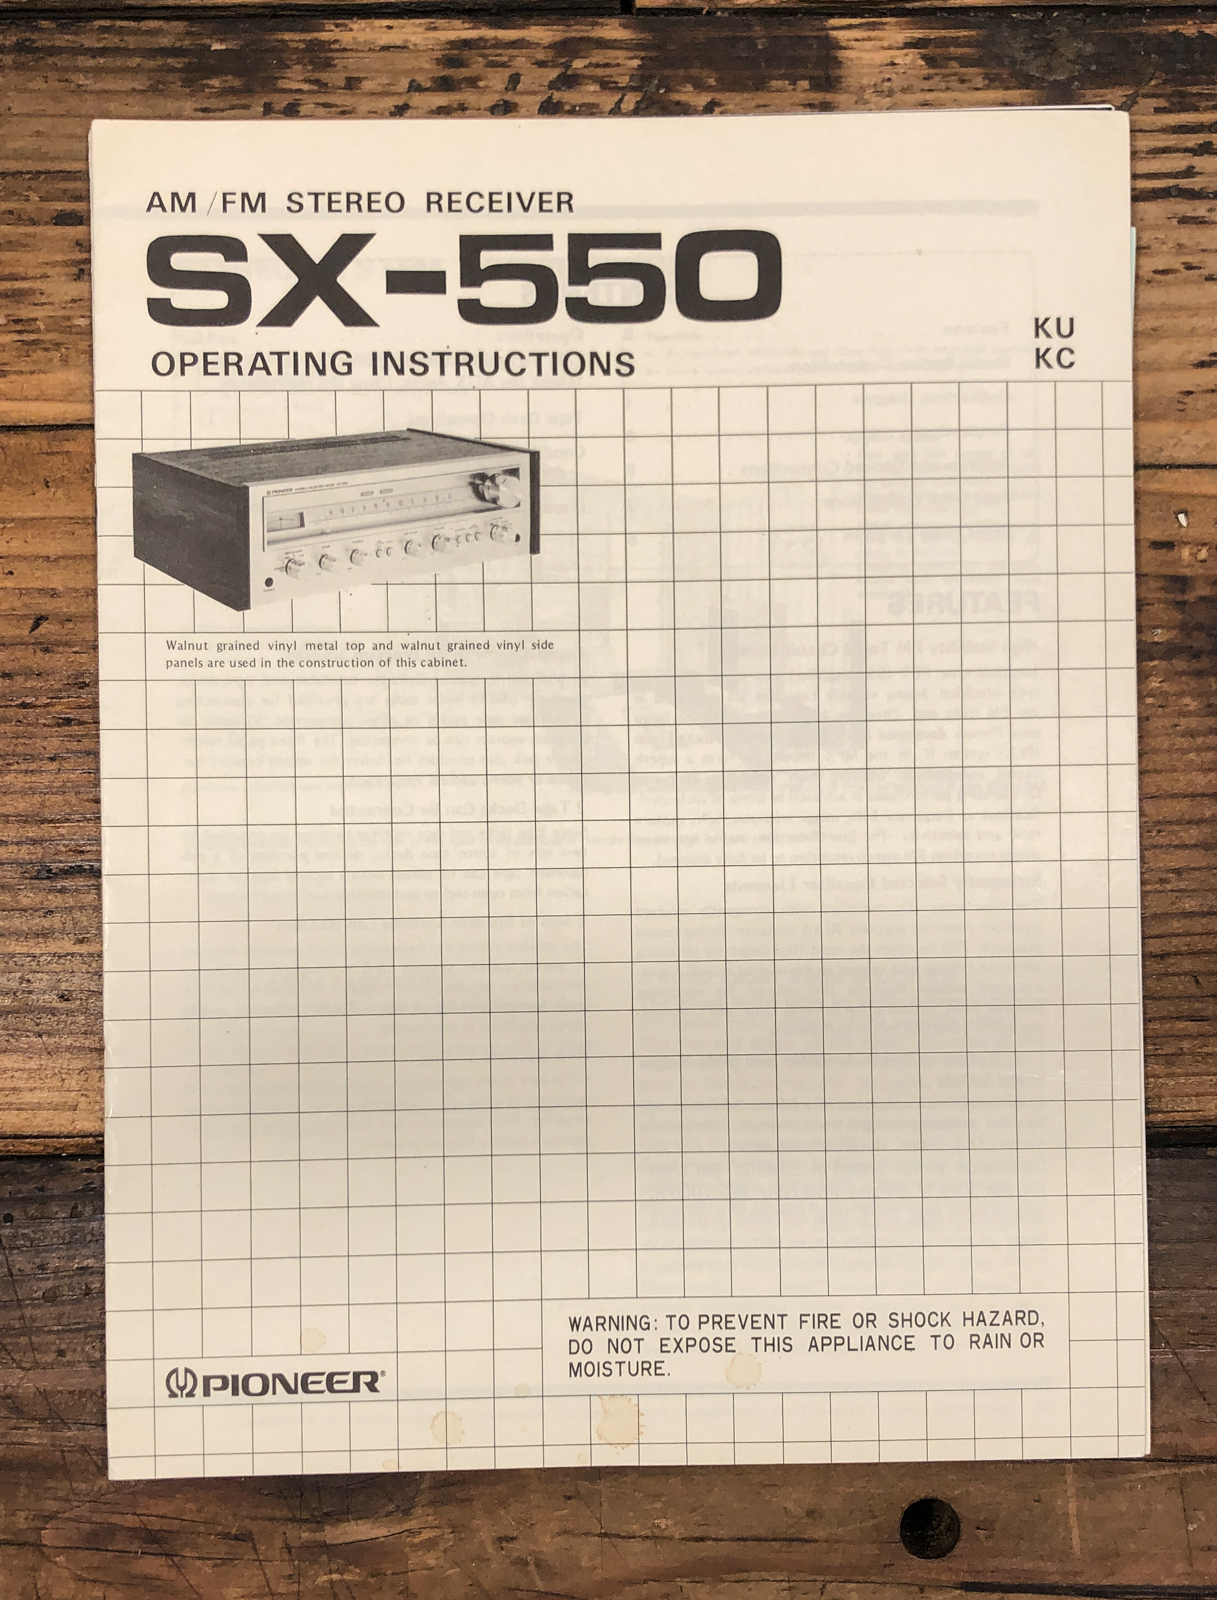 AM/FM STEREO RECEIVER
SX-550
OPERATING INSTRUCTIONS
KU
KC
PIONEER
Walnut grained vinyl metal top and walnut grained vinyl side
panels are used in the construction of this cabinet.
WARNING: TO PREVENT FIRE OR SHOCK HAZARD,
DO NOT EXPOSE THIS APPLIANCE TO RAIN OR
MOISTURE.
PIONEER®